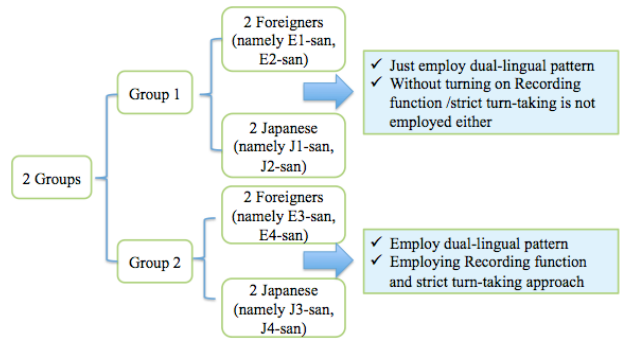 2 Groups
Group 1
2 Foreigners
(namely E1-san,
E2-san)
2 Japanese
(namely J1-san,
J2-san)
✓ Just employ dual-lingual pattern
✓ Without turning on Recording
function /strict turn-taking is not
employed either
Group 2
2 Foreigners
(namely E3-san,
E4-san)
2 Japanese
(namely J3-san,
J4-san)
✓ Employ dual-lingual pattern
✓ Employing Recording function
and strict turn-taking approach